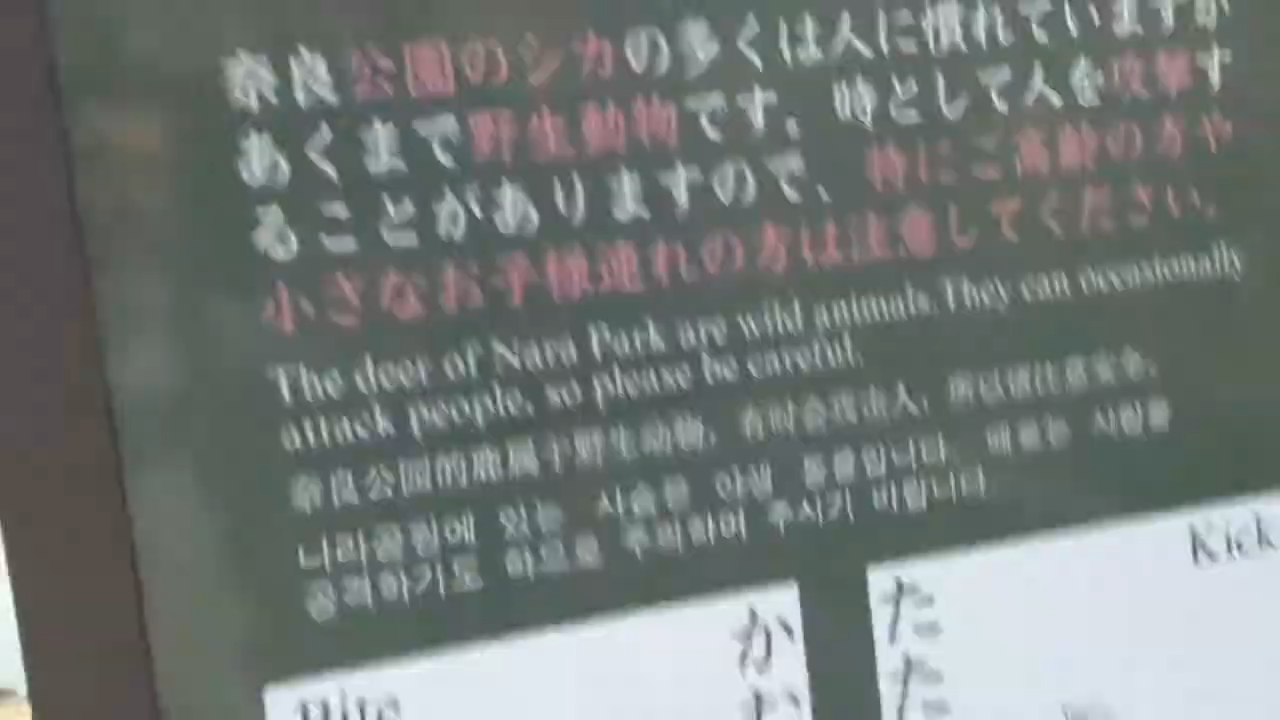 奈良公園のシカの多くは人に慣れていますが
あくまで野生動物です。時として人を攻撃す
ることがありますので、特にご高齢の方や
小さなお子様連れの方は注意してください。
The deer of Nara Park are wild animals. They can occasionally
attack people, so please be careful.
奈良公园的鹿属于野生动物，有时会攻击人，所以请注意安全。
나라공원에 있는 사슴은 야생 동물입니다. 때로는 사람을
공격하기도 하므로 주의하여 주시기 바랍니다
Kick
か
た
た
Bite